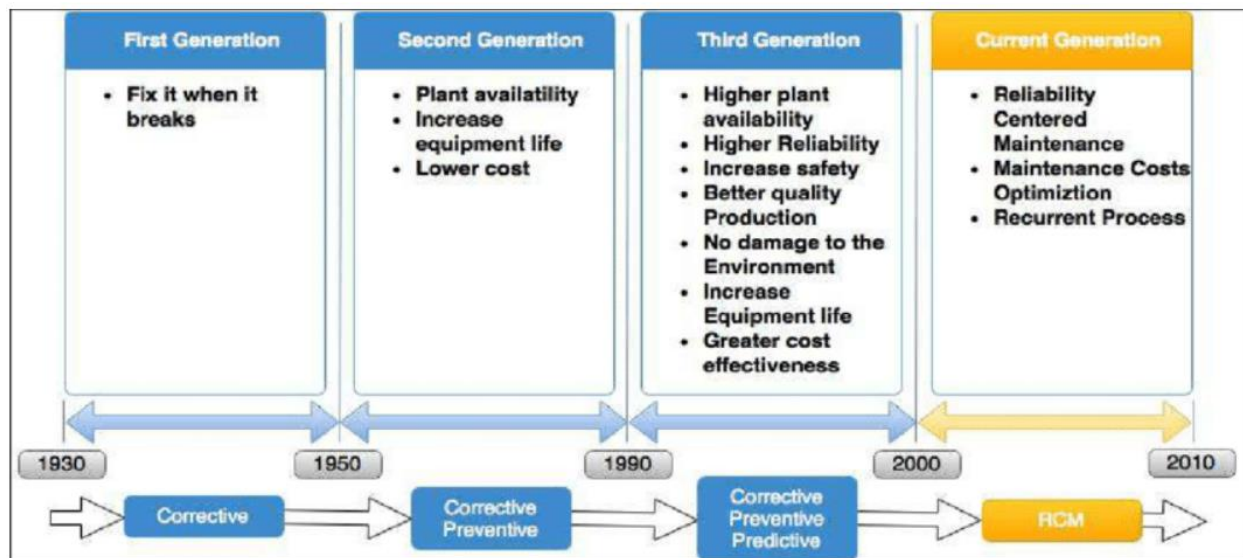 First Generation
• Fix it when it
breaks
Second Generation
• Plant availatility
• Increase
equipment life
• Lower cost
Third Generation
• Higher plant
availability
• Higher Reliability
• Increase safety
• Better quality
Production
• No damage to the
Environment
• Increase
Equipment life
• Greater cost
effectiveness
Current Generation
• Reliability
Centered
Maintenance
• Maintenance Costs
Optimiztion
• Recurrent Process
1930
1950
1990
2000
2010
Corrective
Corrective
Preventive
Corrective
Preventive
Predictive
RCM